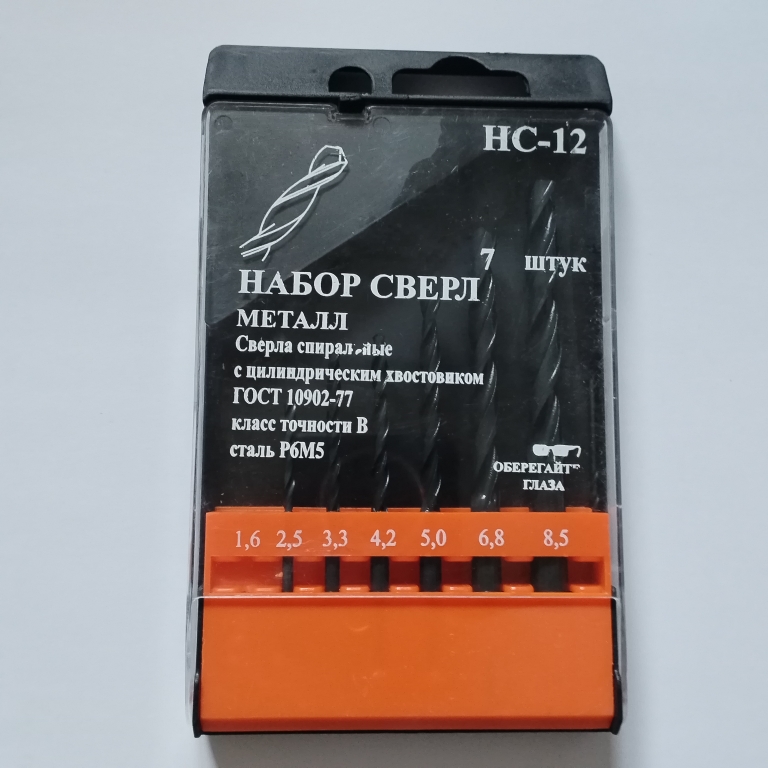 НС-12
7 штук
НАБОР СВЕРЛ
МЕТАЛЛ
Сверла спиральные
с цилиндрическим хвостовиком
ГОСТ 10902-77
класс точности В
сталь Р6М5
ОБЕРЕГАЙТЕ
ГЛАЗА
1,6 2,5 3,3 4,2 5,0 6,8 8,5